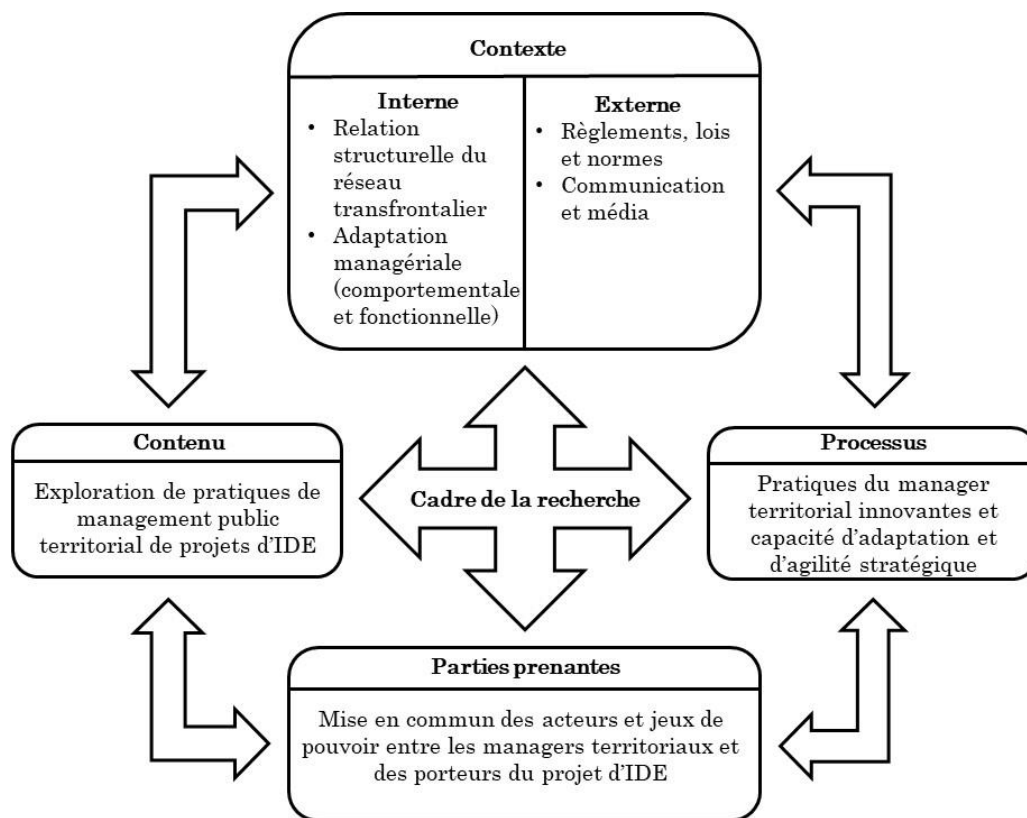 Contexte
Interne
• Relation
structurelle du
réseau
transfrontalier
• Adaptation
managériale
(comportementale
et fonctionnelle)
Externe
• Règlements, lois
et normes
• Communication
et média
Contenu
Exploration de pratiques de
management public
territorial de projets d’IDE
Cadre de la recherche
Processus
Pratiques du manager
territorial innovantes et
capacité d’adaptation et
d’agilité stratégique
Parties prenantes
Mise en commun des acteurs et jeux de
pouvoir entre les managers territoriaux et
des porteurs du projet d’IDE